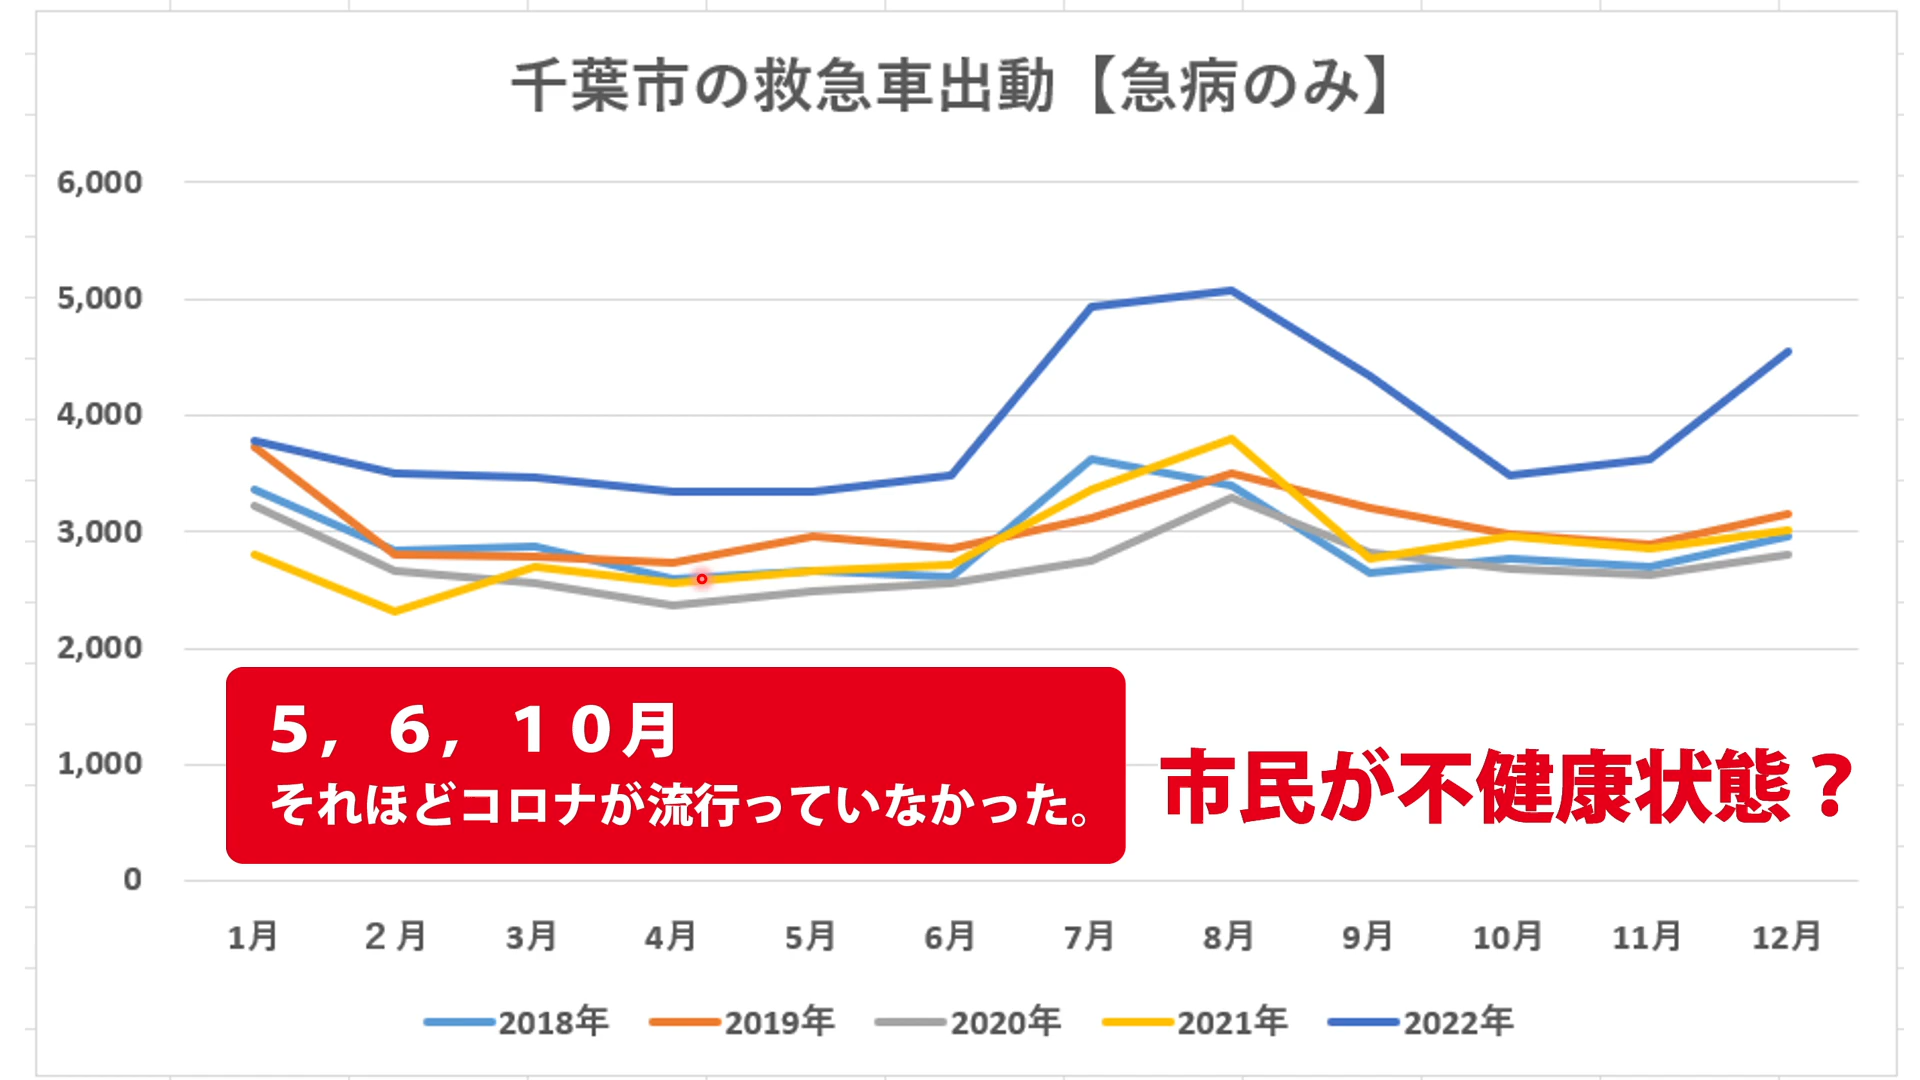 千葉市の救急車出動【急病のみ】
6,000
5,000
4,000
3,000
2,000
1,000
0
５，６，１０月
それほどコロナが流行っていなかった。
市民が不健康状態？
1月 ２月 3月 4月 5月 6月 7月 8月 9月 10月 11月 12月
2018年 2019年 2020年 2021年 2022年